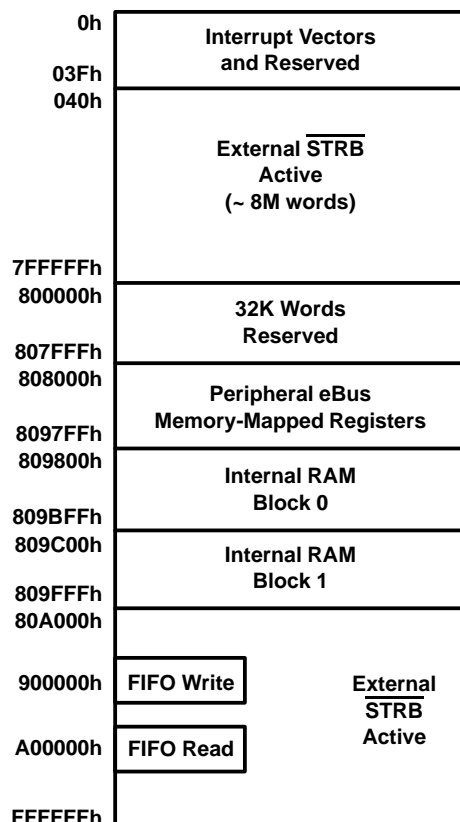 0h
Interrupt Vectors
and Reserved
03Fh
040h
External STRB
Active
(~ 8M words)
7FFFFFh
800000h
32K Words
Reserved
807FFFh
808000h
Peripheral eBus
Memory-Mapped Registers
8097FFh
809800h
Internal RAM
Block 0
809BFFh
809C00h
Internal RAM
Block 1
809FFFh
80A000h
900000h
FIFO Write
External
STRB
Active
A00000h
FIFO Read
FFFFFFh